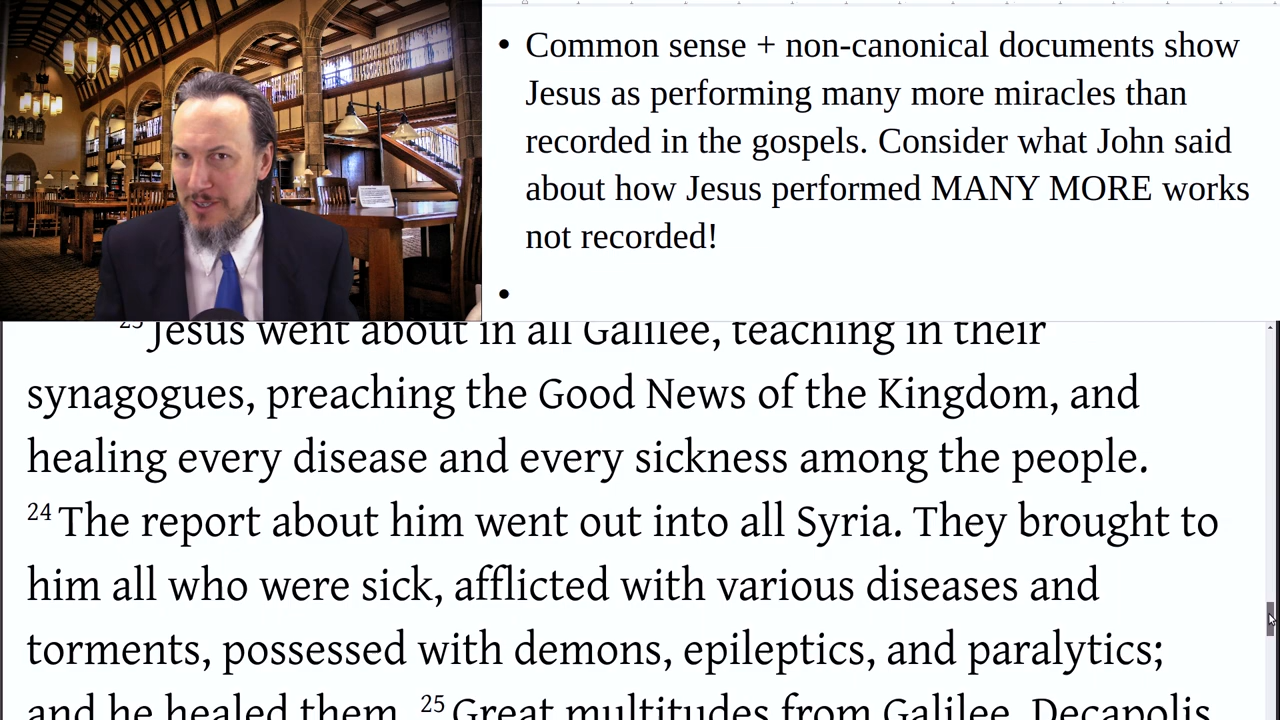 • Common sense + non-canonical documents show
Jesus as performing many more miracles than
recorded in the gospels. Consider what John said
about how Jesus performed MANY MORE works
not recorded!
•
23 Jesus went about in all Galilee, teaching in their
synagogues, preaching the Good News of the Kingdom, and
healing every disease and every sickness among the people.
24 The report about him went out into all Syria. They brought to
him all who were sick, afflicted with various diseases and
torments, possessed with demons, epileptics, and paralytics;
and he healed them. 25 Great multitudes from Galilee, Decapolis,